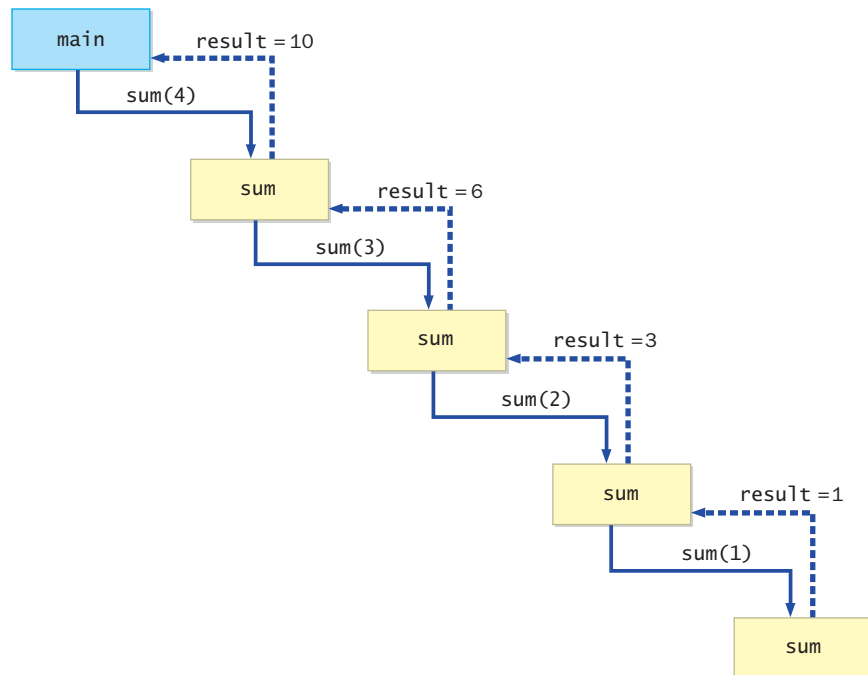 main
result = 10
sum(4)
sum
result = 6
sum(3)
sum
result =3
sum(2)
sum
result =1
sum(1)
sum